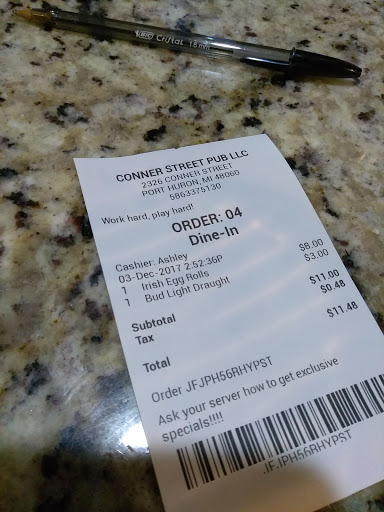 BIC Cristal 1.6mm
CONNER STREET PUB LLC
2326 CONNER STREET
PORT HURON, MI 48060
5863375130
Work hard, play hard!
ORDER: 04
Dine-In
Cashier: Ashley
03-Dec-2017 2:52:36P
1 Irish Egg Rolls $8.00
1 Bud Light Draught $3.00
Subtotal $11.00
Tax $0.48
Total $11.48
Order JFJPH56RHYPST
Ask your server how to get exclusive
specials!!!!
JFJPH56RHYPST